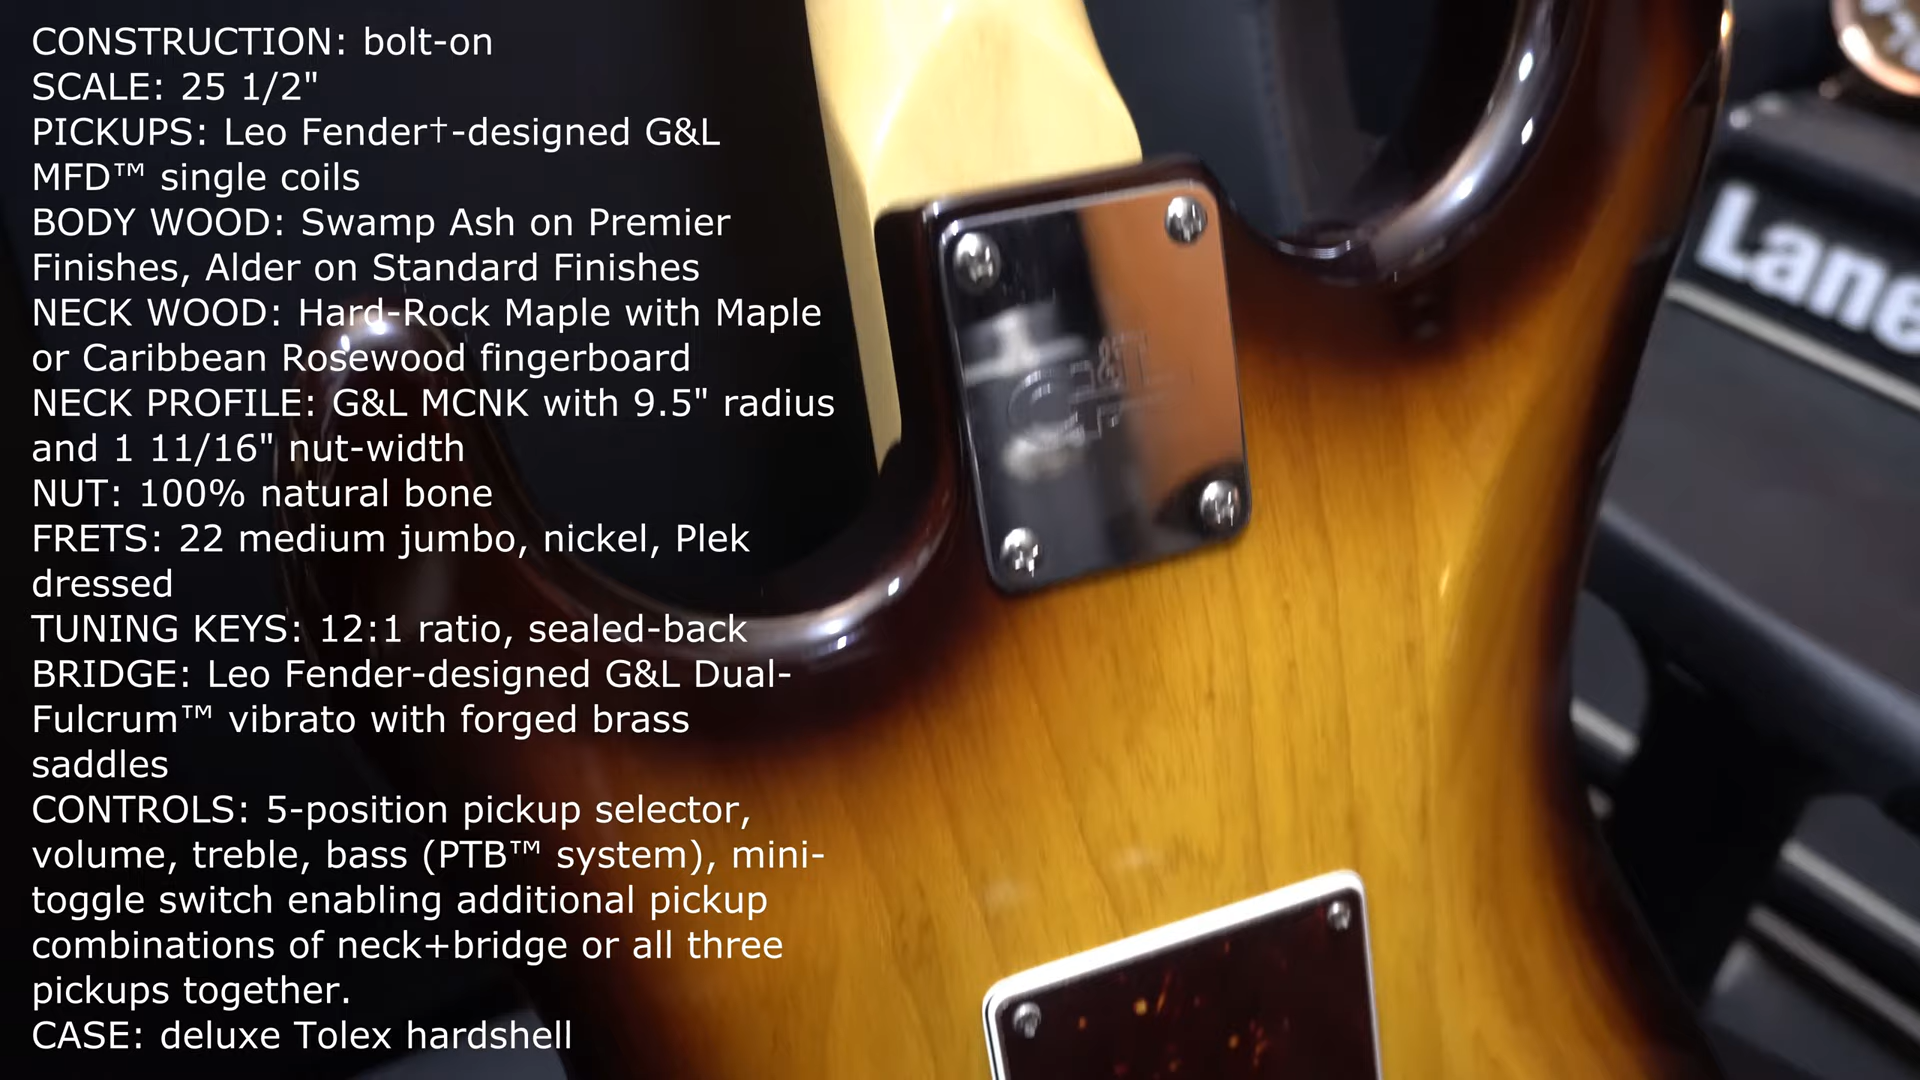 CONSTRUCTION: bolt-on
SCALE: 25 1/2"
PICKUPS: Leo Fender†-designed G&L
MFD™ single coils
BODY WOOD: Swamp Ash on Premier
Finishes, Alder on Standard Finishes
NECK WOOD: Hard-Rock Maple with Maple
or Caribbean Rosewood fingerboard
NECK PROFILE: G&L MCNK with 9.5" radius
and 1 11/16" nut-width
NUT: 100% natural bone
FRETS: 22 medium jumbo, nickel, Plek
dressed
TUNING KEYS: 12:1 ratio, sealed-back
BRIDGE: Leo Fender-designed G&L Dual-
Fulcrum™ vibrato with forged brass
saddles
CONTROLS: 5-position pickup selector,
volume, treble, bass (PTB™ system), mini-
toggle switch enabling additional pickup
combinations of neck+bridge or all three
pickups together.
CASE: deluxe Tolex hardshell
G&L
Lane